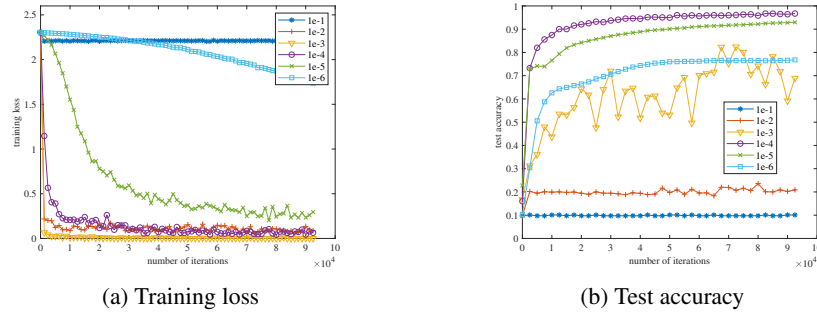 2.5
2
1.5
1
0.5
0
training loss
0 1 2 3 4 5 6 7 8 9 10
number of iterations
×10^4
1e-1
1e-2
1e-3
1e-4
1e-5
1e-6
(a) Training loss
1
0.9
0.8
0.7
0.6
0.5
0.4
0.3
0.2
0.1
0
test accuracy
0 1 2 3 4 5 6 7 8 9 10
number of iterations
×10^4
1e-1
1e-2
1e-3
1e-4
1e-5
1e-6
(b) Test accuracy